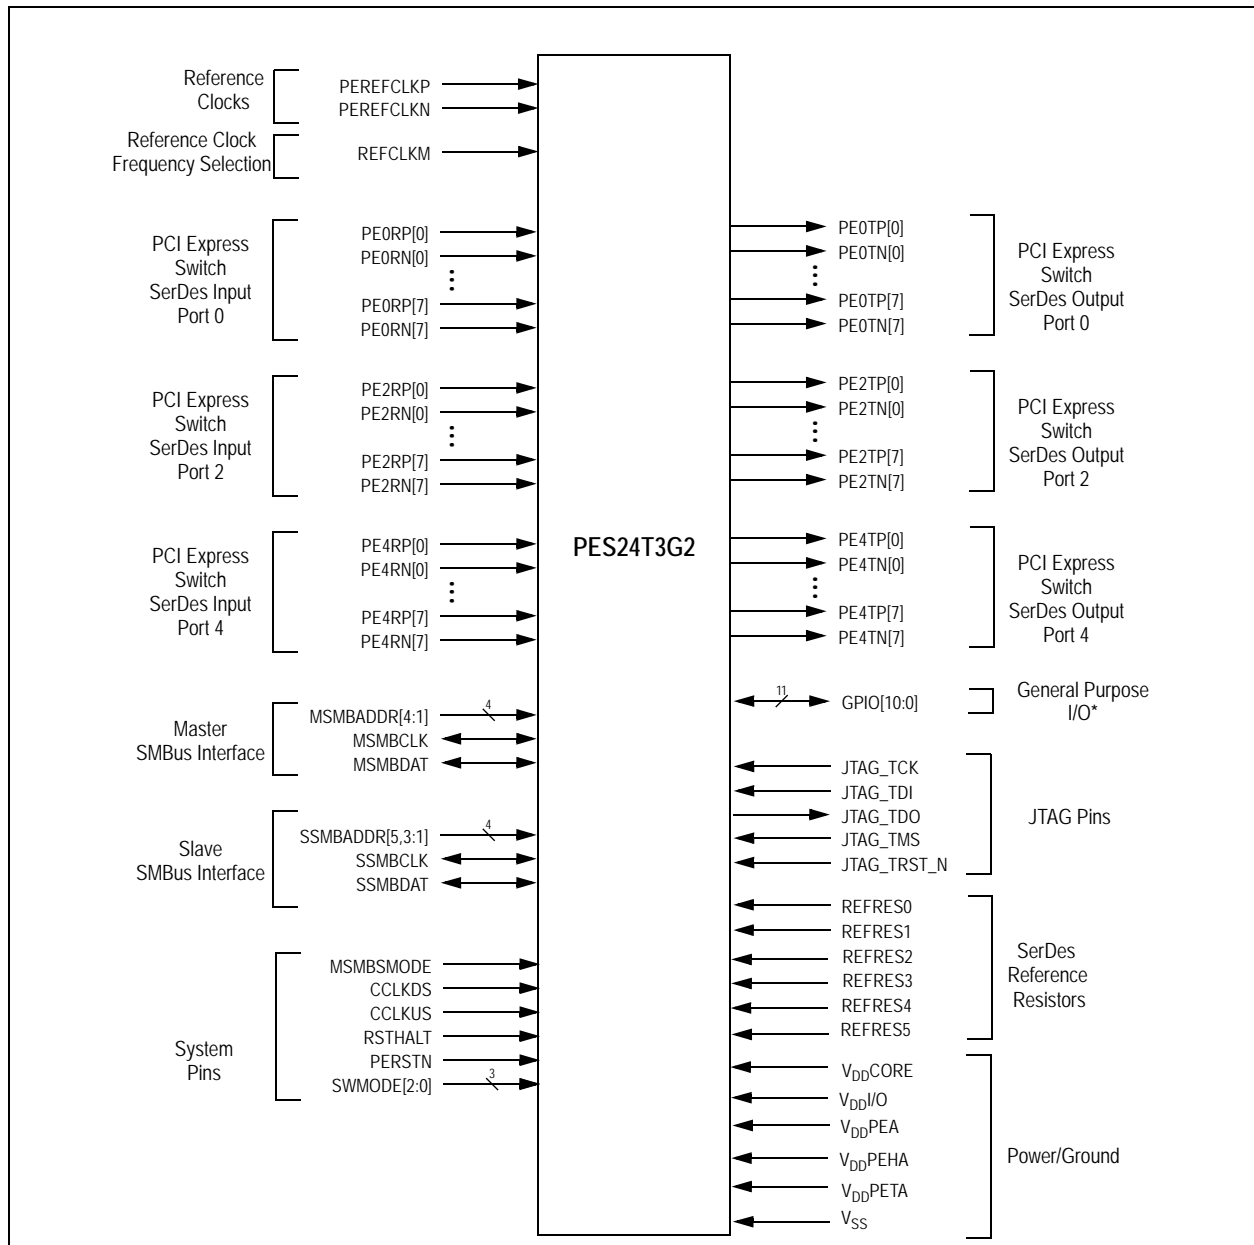 Reference
Clocks
PEREFCLKP
PEREFCLKN
Reference Clock
Frequency Selection
REFCLKM
PCI Express
Switch
SerDes Input
Port 0
PE0RP[0]
PE0RN[0]
PE0RP[7]
PE0RN[7]
PCI Express
Switch
SerDes Input
Port 2
PE2RP[0]
PE2RN[0]
PE2RP[7]
PE2RN[7]
PCI Express
Switch
SerDes Input
Port 4
PE4RP[0]
PE4RN[0]
PE4RP[7]
PE4RN[7]
Master
SMBus Interface
MSMBADDR[4:1]
4
MSMBCLK
MSMBDAT
Slave
SMBus Interface
SSMBADDR[5,3:1]
4
SSMBCLK
SSMBDAT
System
Pins
MSMBSMODE
CCLKDS
CCLKUS
RSTHALT
PERSTN
SWMODE[2:0]
3
PES24T3G2
PE0TP[0]
PE0TN[0]
PE0TP[7]
PE0TN[7]
PCI Express
Switch
SerDes Output
Port 0
PE2TP[0]
PE2TN[0]
PE2TP[7]
PE2TN[7]
PCI Express
Switch
SerDes Output
Port 2
PE4TP[0]
PE4TN[0]
PE4TP[7]
PE4TN[7]
PCI Express
Switch
SerDes Output
Port 4
11
GPIO[10:0]
General Purpose
I/O*
JTAG_TCK
JTAG_TDI
JTAG_TDO
JTAG_TMS
JTAG_TRST_N
JTAG Pins
REFRES0
REFRES1
REFRES2
REFRES3
REFRES4
REFRES5
SerDes
Reference
Resistors
VDDCORE
VDDI/O
VDDPEA
VDDPEHA
VDDPETA
VSS
Power/Ground